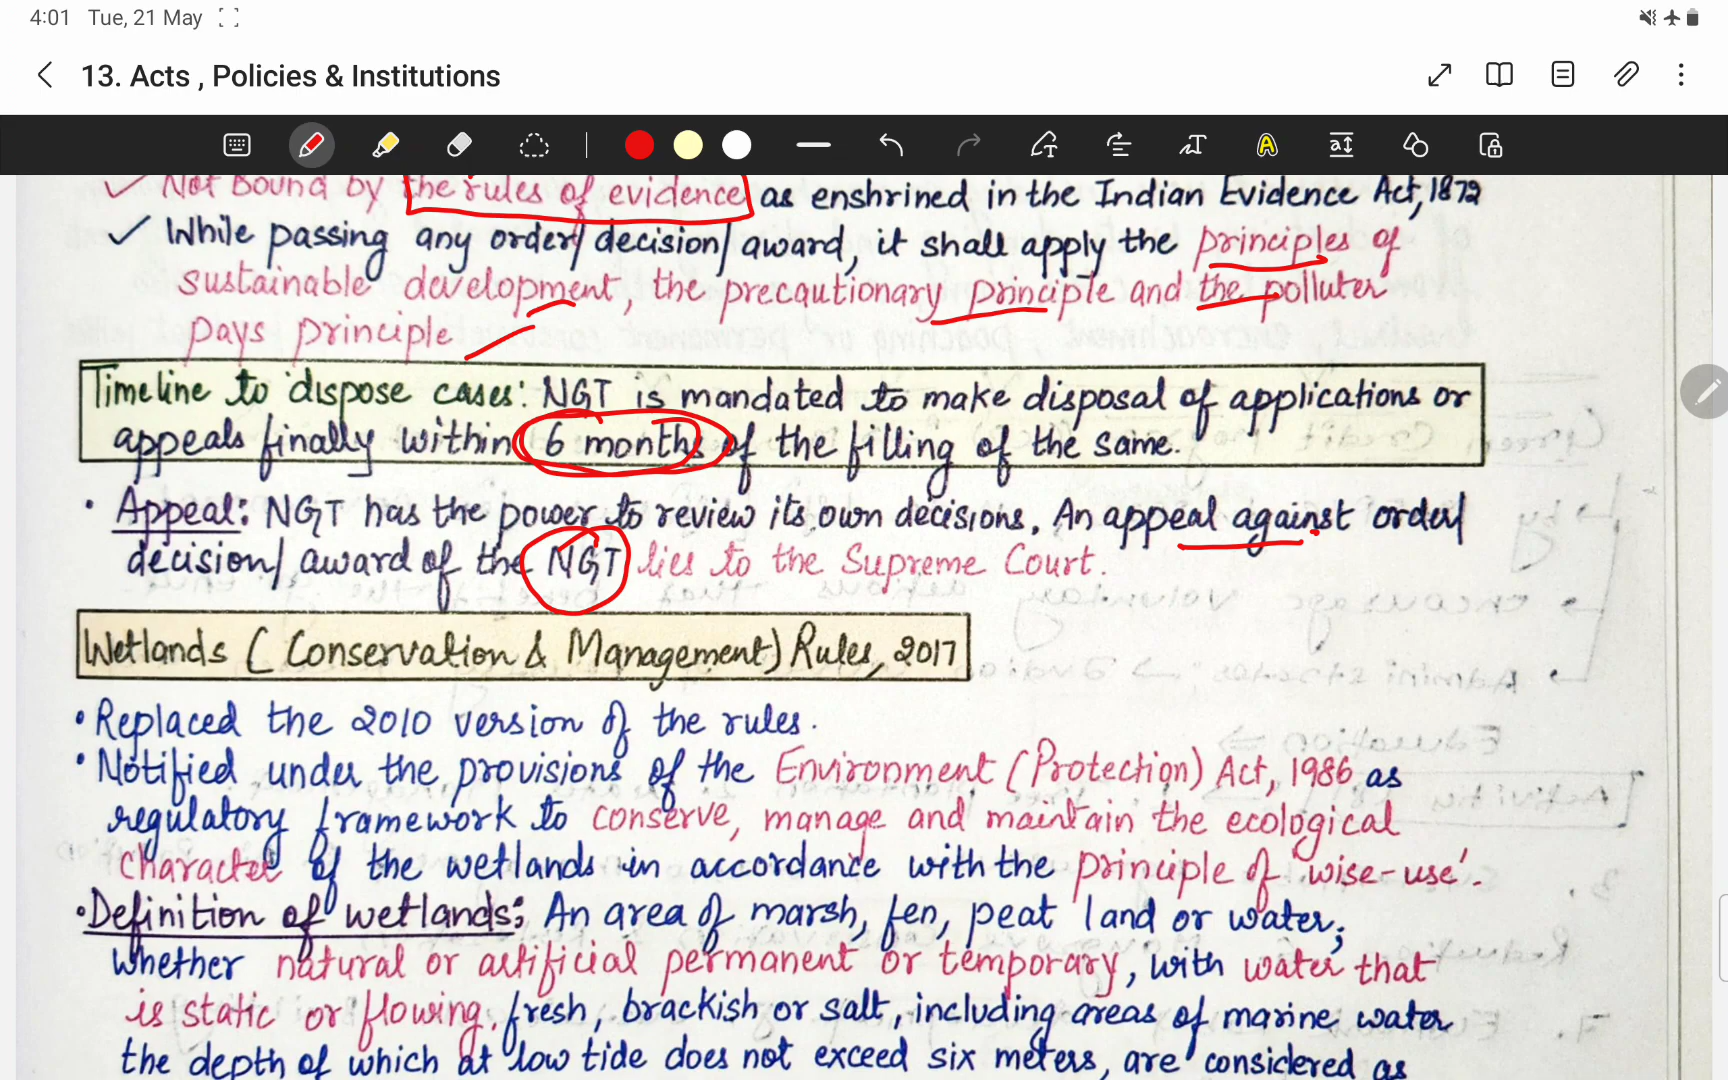 4:01 Tue, 21 May
13. Acts , Policies & Institutions
✓ Not Bound by the rules of evidence as enshrined in the Indian Evidence Act, 1872
✓ While passing any order/ decision/ award, it shall apply the principles of
sustainable development, the precautionary principle and the polluter
pays principle
Timeline to dispose cases: NGT is mandated to make disposal of applications or
appeals finally within 6 months of the filling of the same.
• Appeal: NGT has the power to review its own decisions. An appeal against order/
decision/ award of the NGT lies to the Supreme Court.
Wetlands (Conservation & Management) Rules, 2017
• Replaced the 2010 version of the rules.
• Notified under the provisions of the Environment (Protection) Act, 1986 as
regulatory framework to conserve, manage and maintain the ecological
character of the wetlands in accordance with the principle of 'wise-use'.
• Definition of wetlands: An area of marsh, fen, peat land or water;
whether natural or artificial permanent or temporary, with water that
is static or flowing, fresh, brackish or salt, including areas of marine water
the depth of which at low tide does not exceed six meters, are considered as